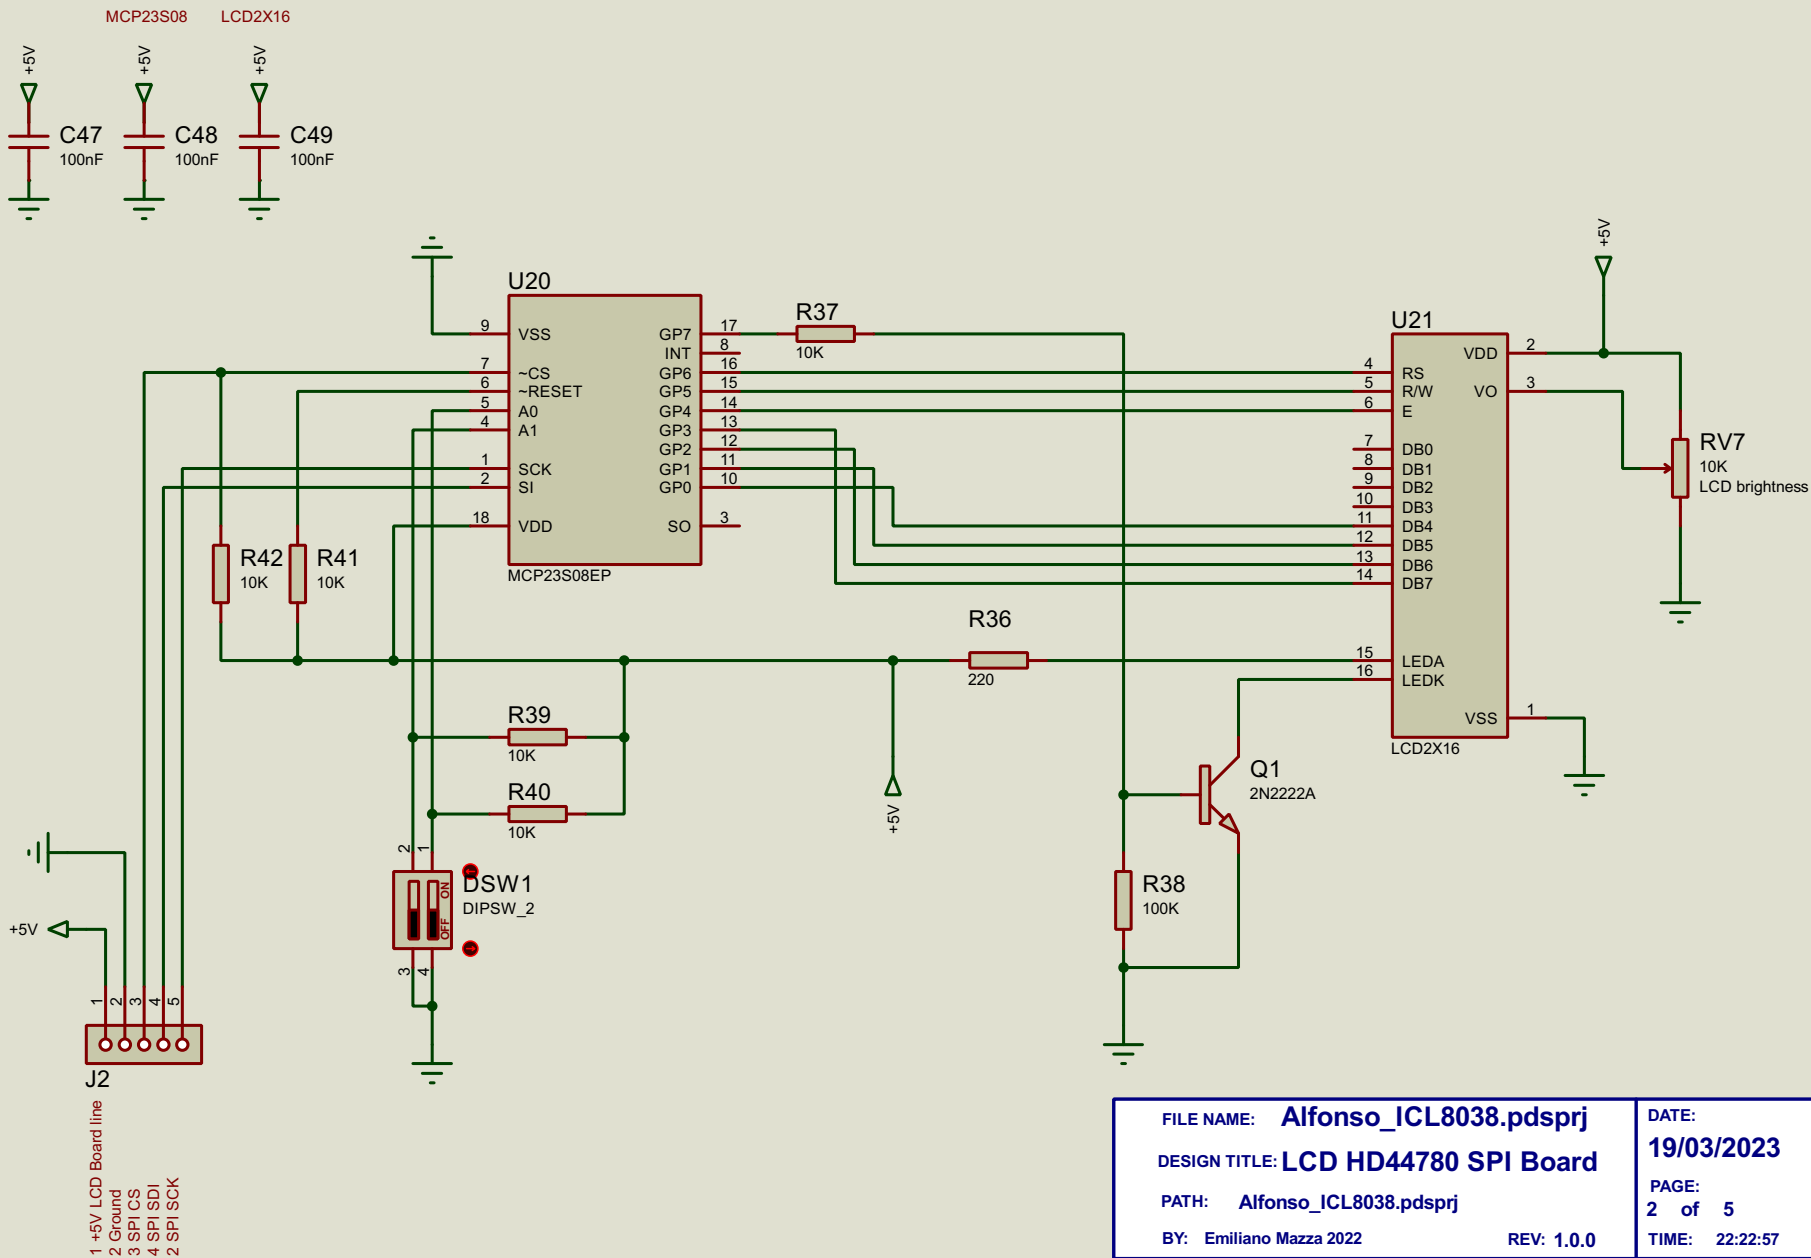 MCP23S08 LCD2X16
+5V +5V +5V
C47 C48 C49
100nF 100nF 100nF
U20
9 VSS
7 ~CS
6 ~RESET
5 A0
4 A1
1 SCK
2 SI
18 VDD
GP7 17
INT 8
GP6 16
GP5 15
GP4 14
GP3 13
GP2 12
GP1 11
GP0 10
SO 3
MCP23S08EP
R37
10K
U21
4 RS
5 R/W
6 E
7 DB0
8 DB1
9 DB2
10 DB3
11 DB4
12 DB5
13 DB6
14 DB7
15 LEDA
16 LEDK
VDD 2
VO 3
VSS 1
LCD2X16
+5V
RV7
10K
LCD brightness
R42
10K
R41
10K
R36
220
R39
10K
R40
10K
+5V
Q1
2N2222A
R38
100K
2 1
DSW1
DIPSW_2
ON
OFF
3 4
+5V
1 2 3 4 5
J2
1 +5V LCD Board line
2 Ground
3 SPI CS
4 SPI SDI
2 SPI SCK
FILE NAME: Alfonso_ICL8038.pdsprj
DESIGN TITLE: LCD HD44780 SPI Board
PATH: Alfonso_ICL8038.pdsprj
BY: Emiliano Mazza 2022 REV: 1.0.0
DATE:
19/03/2023
PAGE:
2 of 5
TIME: 22:22:57